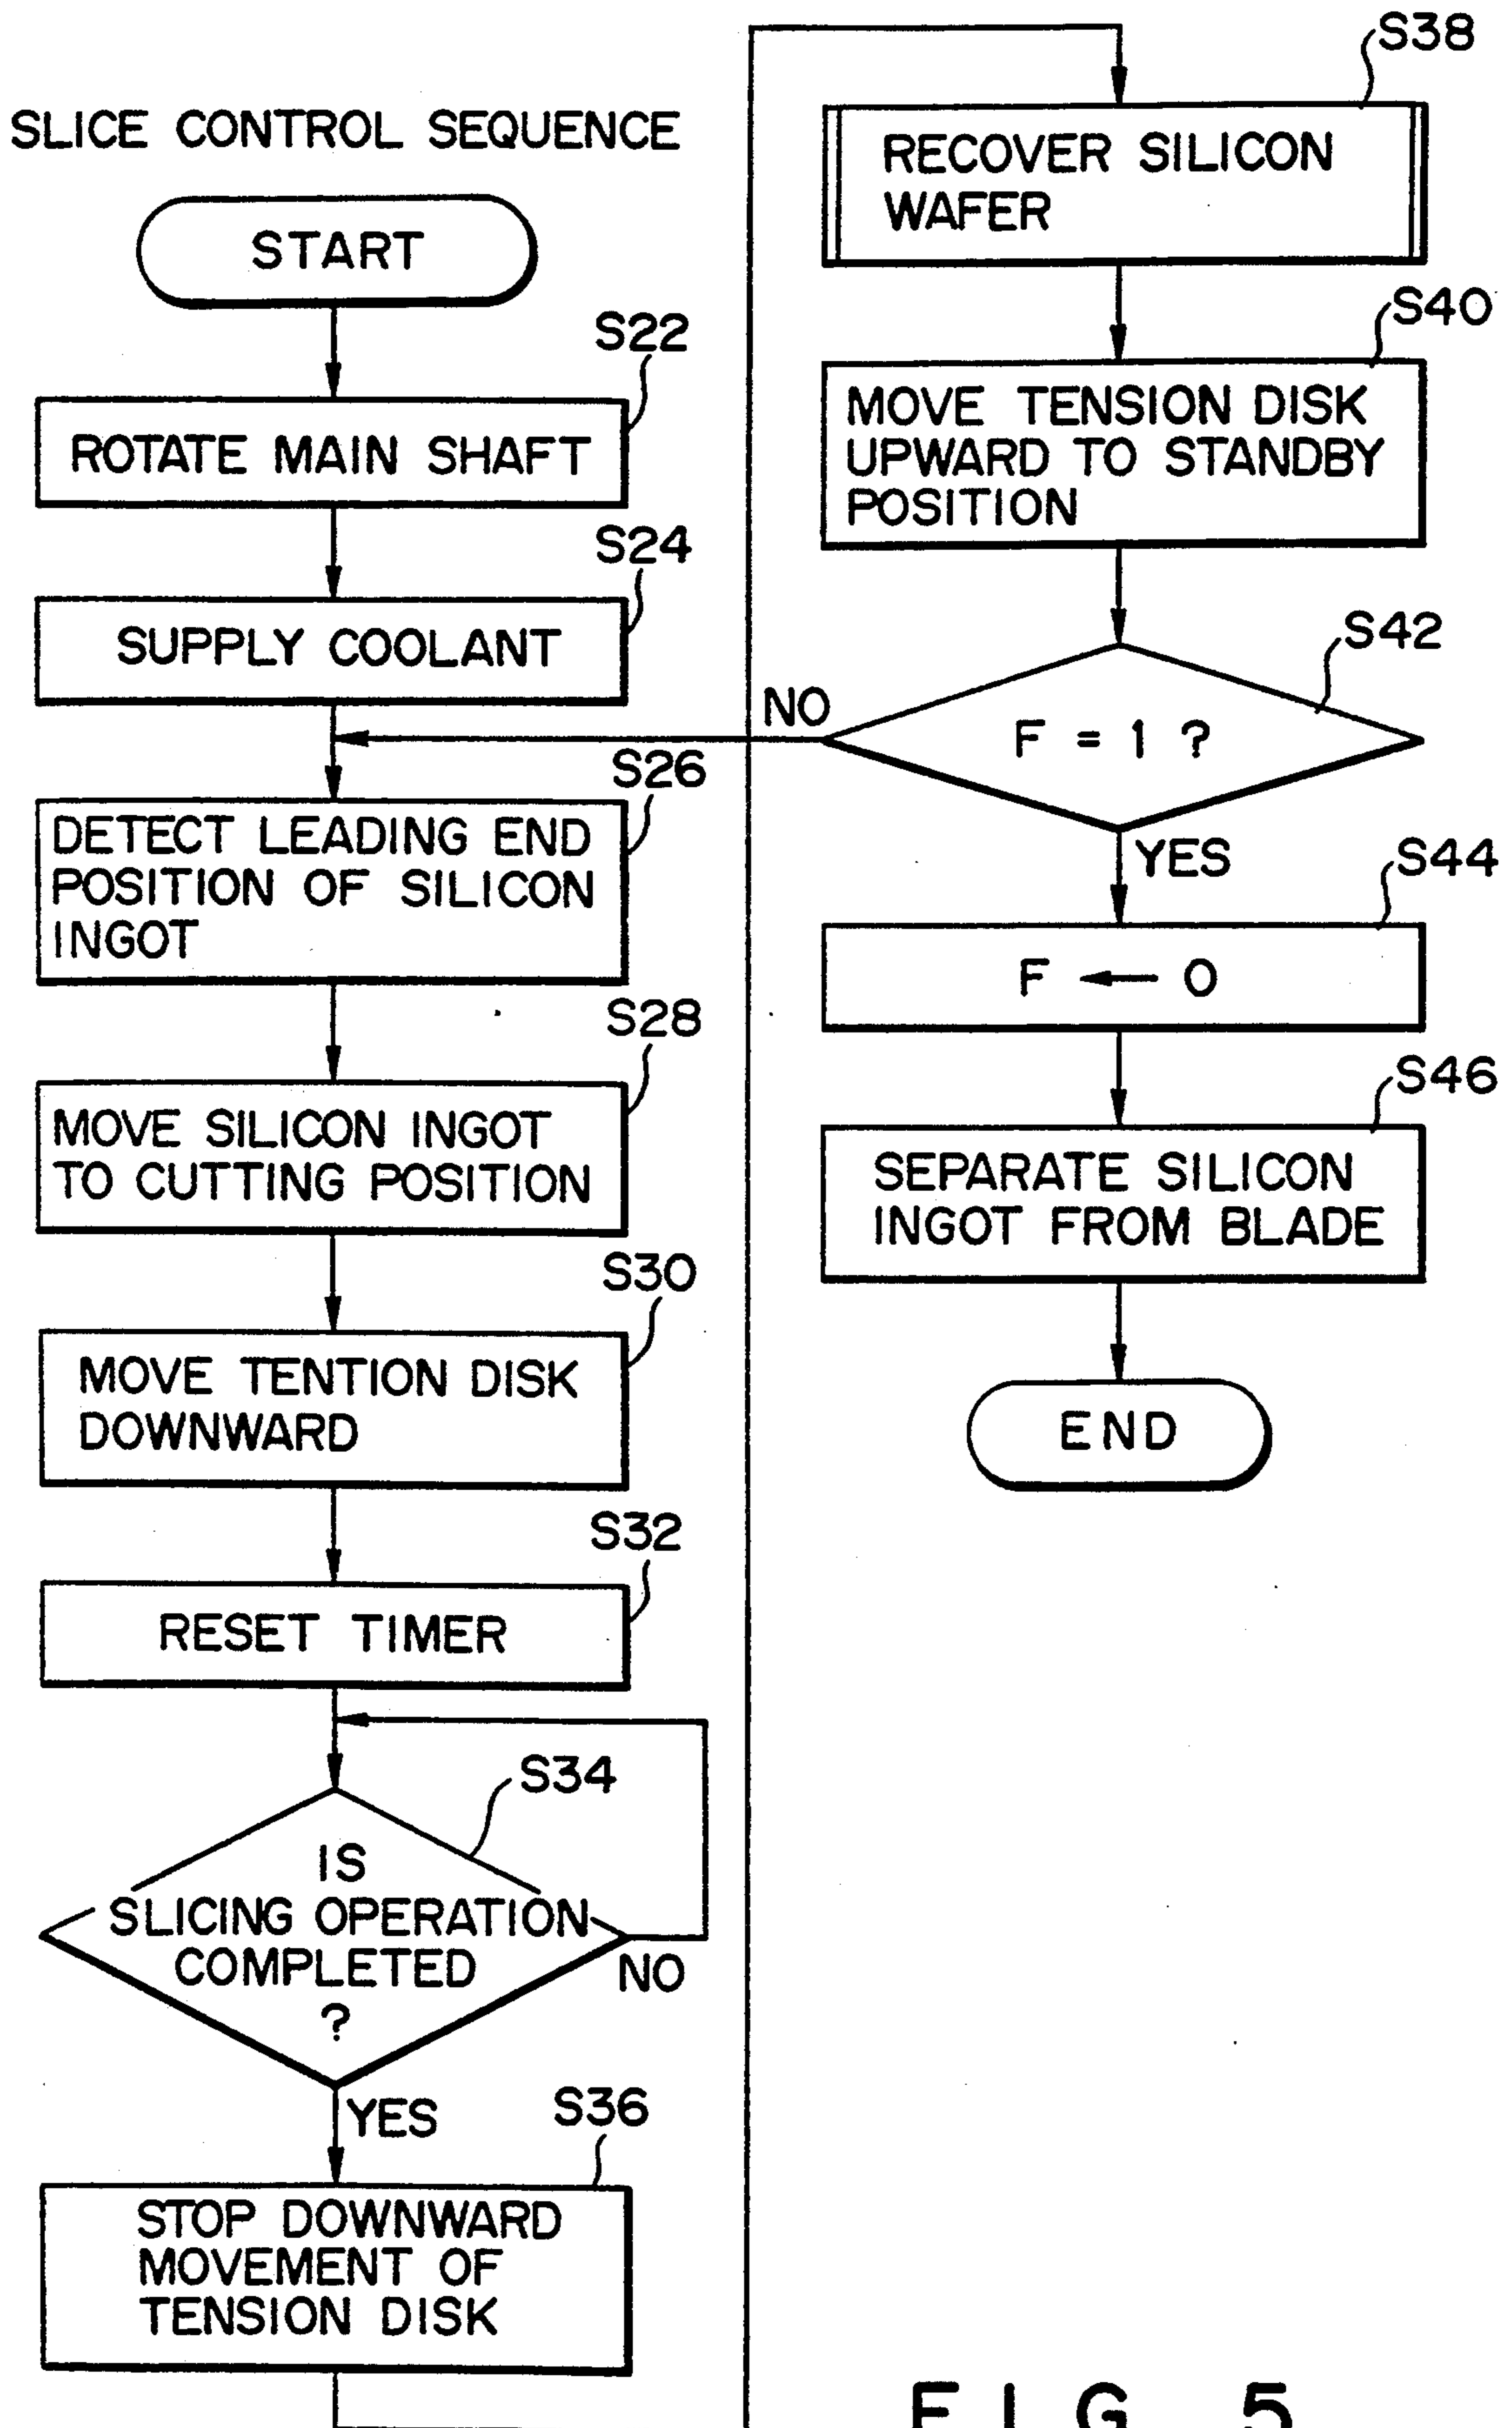 SLICE CONTROL SEQUENCE
START
S22
ROTATE MAIN SHAFT
S24
SUPPLY COOLANT
S26
DETECT LEADING END
POSITION OF SILICON
INGOT
S28
MOVE SILICON INGOT
TO CUTTING POSITION
S30
MOVE TENTION DISK
DOWNWARD
S32
RESET TIMER
S34
IS
SLICING OPERATION
COMPLETED
?
NO
YES
S36
STOP DOWNWARD
MOVEMENT OF
TENSION DISK
S38
RECOVER SILICON
WAFER
S40
MOVE TENSION DISK
UPWARD TO STANDBY
POSITION
S42
F = 1 ?
NO
YES
S44
F ← 0
S46
SEPARATE SILICON
INGOT FROM BLADE
END
FIG. 5